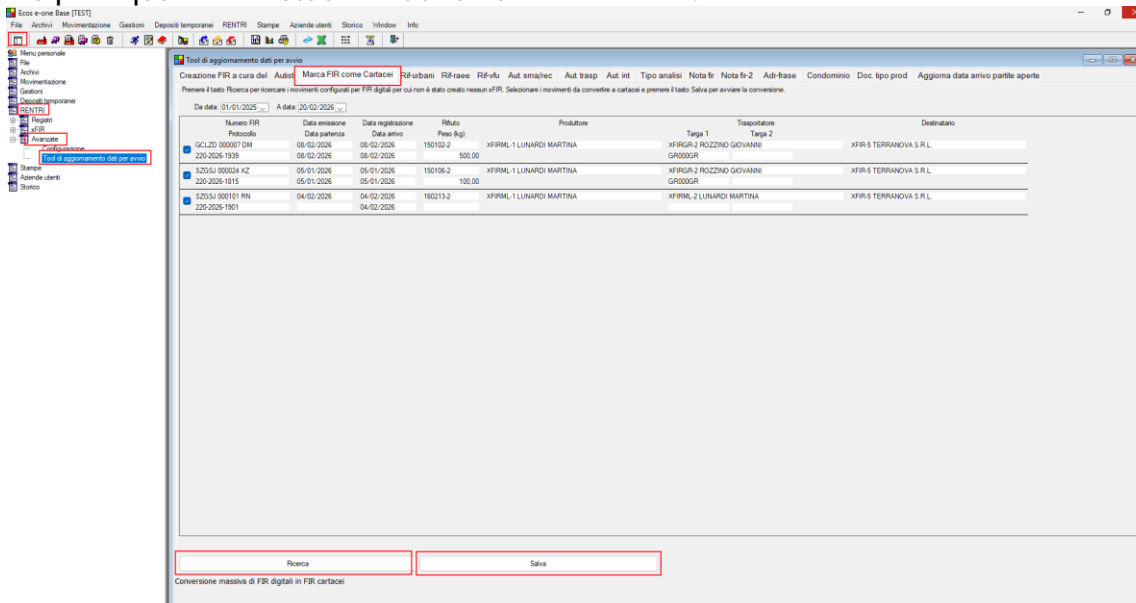 Ecos e-one Base [TEST]
File Archivi Movimentazione Gestioni Depositi temporanei RENTRI Stampe Aziende utenti Storico Window Info
Menu personale
File
Archivi
Movimentazione
Gestioni
Depositi temporanei
RENTRI
Registri
xFIR
Avanzate
Configurazione
Tool di aggiornamento dati per avvio
Stampe
Aziende utenti
Storico
Tool di aggiornamento dati per avvio
Creazione FIR a cura del Autist Marca FIR come Cartacei Rif-urbani Rif-raee Rif-vfu Aut. sma/rec Aut. trasp Aut. int Tipo analisi Nota fir Nota fir-2 Adr-frase Condominio Doc. tipo prod Aggiorna data arrivo partite aperte
Premere il tasto Ricerca per ricercare i movimenti configurati per FIR digitali per cui non è stato creato nessun xFIR. Selezionare i movimenti da convertire a cartacei e premere il tasto Salva per avviare la conversione.
Da data: 01/01/2025 A data: 20/02/2026
Numero FIR Data emissione Data registrazione Rifiuto Produttore Trasportatore Destinatario
Protocollo Data partenza Data arrivo Peso (kg) Targa 1 Targa 2
GCLZD 000007 DM 08/02/2026 08/02/2026 150102-2 XFIRML-1 LUNARDI MARTINA XFIRGR-2 ROZZINO GIOVANNI XFIR-5 TERRANOVA S.R.L.
220-2026-1939 08/02/2026 08/02/2026 500,00 GR000GR
SZGSJ 000024 XZ 05/01/2026 05/01/2026 150106-2 XFIRML-1 LUNARDI MARTINA XFIRGR-2 ROZZINO GIOVANNI XFIR-5 TERRANOVA S.R.L.
220-2026-1815 05/01/2026 05/01/2026 100,00 GR000GR
SZGSJ 000101 RN 04/02/2026 04/02/2026 160213-2 XFIRML-1 LUNARDI MARTINA XFIRML-2 LUNARDI MARTINA XFIR-5 TERRANOVA S.R.L.
220-2026-1901 04/02/2026
Ricerca Salva
Conversione massiva di FIR digitali in FIR cartacei